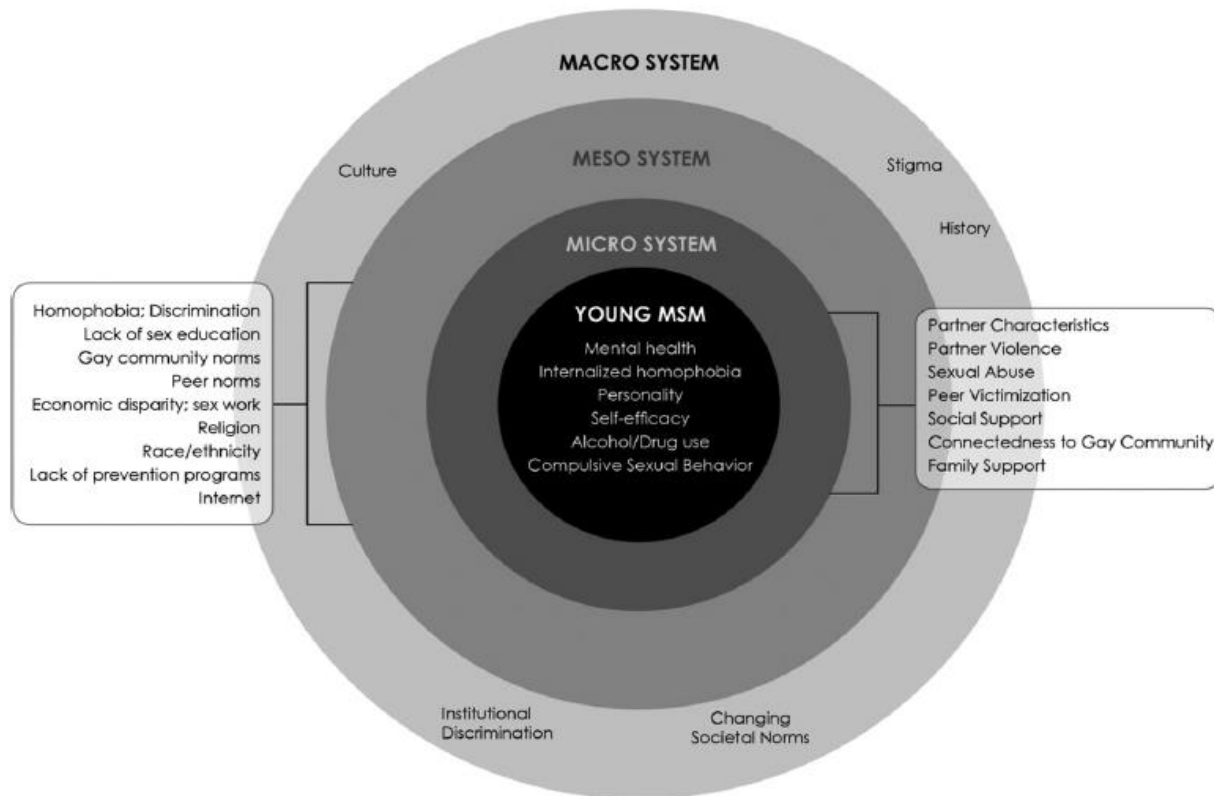 MACRO SYSTEM
MESO SYSTEM
Culture
Stigma
History
MICRO SYSTEM
YOUNG MSM
Mental health
Internalized homophobia
Personality
Self-efficacy
Alcohol/Drug use
Compulsive Sexual Behavior
Homophobia; Discrimination
Lack of sex education
Gay community norms
Peer norms
Economic disparity; sex work
Religion
Race/ethnicity
Lack of prevention programs
Internet
Partner Characteristics
Partner Violence
Sexual Abuse
Peer Victimization
Social Support
Connectedness to Gay Community
Family Support
Institutional
Discrimination
Changing
Societal Norms